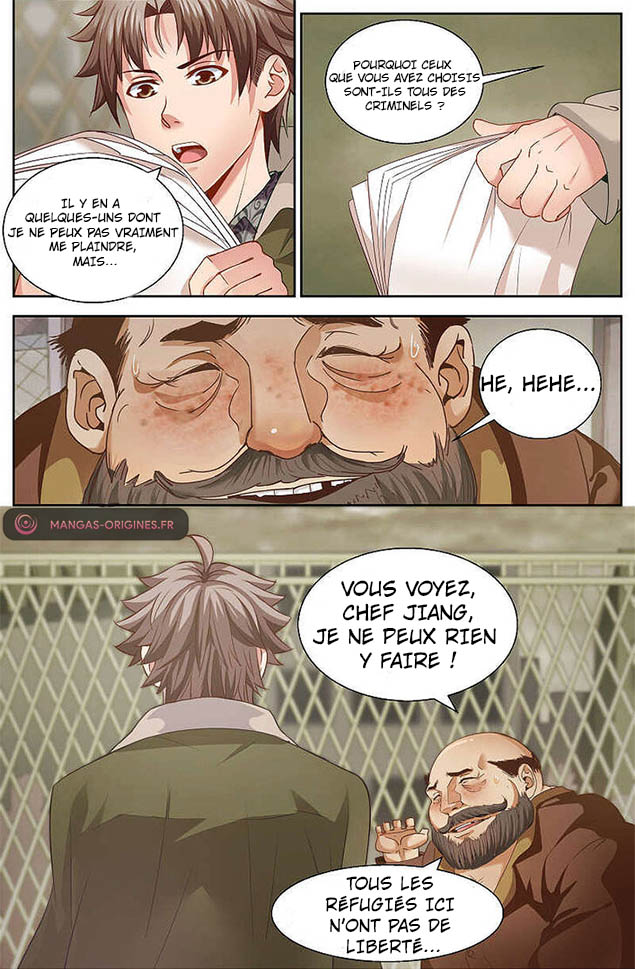 IL Y EN A
QUELQUES-UNS DONT
JE NE PEUX PAS VRAIMENT
ME PLAINDRE,
MAIS...
POURQUOI CEUX
QUE VOUS AVEZ CHOISIS
SONT-ILS TOUS DES
CRIMINELS ?
HE, HEHE...
MANGAS-ORIGINES.FR
VOUS VOYEZ,
CHEF JIANG,
JE NE PEUX RIEN
Y FAIRE !
TOUS LES
RÉFUGIÉS ICI
N'ONT PAS DE
LIBERTÉ...